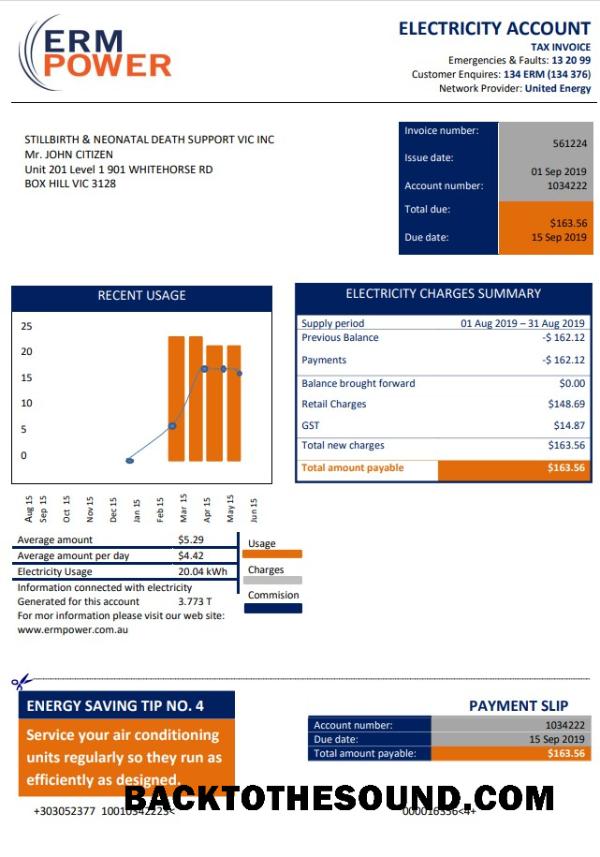 ERM
POWER
ELECTRICITY ACCOUNT
TAX INVOICE
Emergencies & Faults: 13 20 99
Customer Enquires: 134 ERM (134 376)
Network Provider: United Energy
STILLBIRTH & NEONATAL DEATH SUPPORT VIC INC
Mr. JOHN CITIZEN
Unit 201 Level 1 901 WHITEHORSE RD
BOX HILL VIC 3128
Invoice number:
561224
Issue date:
01 Sep 2019
Account number: 1034222
Total due:
$163.56
Due date: 15 Sep 2019
RECENT USAGE
25
20
15
10
5
0
Aug 15 Sep 15 Oct 15 Nov 15 Dec 15 Jan 15 Feb 15 Mar 15 Apr 15 May 15 Jun 15
ELECTRICITY CHARGES SUMMARY
Supply period 01 Aug 2019 – 31 Aug 2019
Previous Balance -$ 162.12
Payments -$ 162.12
Balance brought forward $0.00
Retail Charges $148.69
GST $14.87
Total new charges $163.56
Total amount payable $163.56
Average amount $5.29
Average amount per day $4.42
Electricity Usage 20.04 kWh
Information connected with electricity
Generated for this account 3.773 T
For mor information please visit our web site:
www.ermpower.com.au
Usage
Charges
Commision
ENERGY SAVING TIP NO. 4
Service your air conditioning
units regularly so they run as
efficiently as designed.
PAYMENT SLIP
Account number: 1034222
Due date: 15 Sep 2019
Total amount payable: $163.56
BACKTOTHESOUND.COM
+303052377 10010342223<
000016356<4+